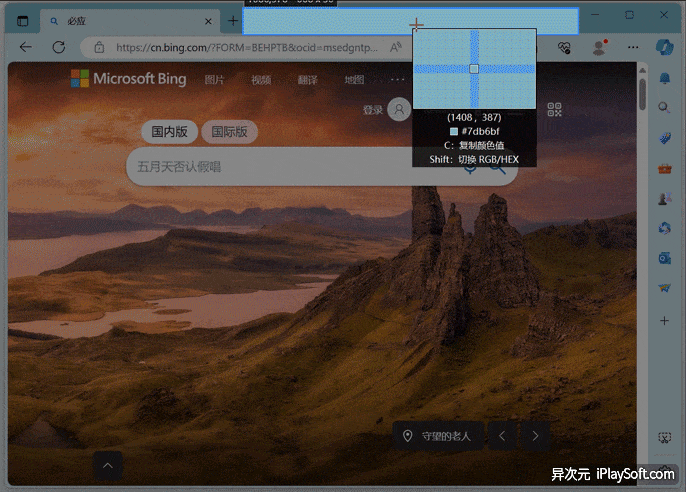 必应
https://cn.bing.com/?FORM=BEHPTB&ocid=msedgntp...
Microsoft Bing
图片
视频
翻译
地图
...
登录
国内版
国际版
五月天否认假唱
(1408 , 387)
#7db6bf
C: 复制颜色值
Shift: 切换 RGB/HEX
守望的老人
异次元 iPlaySoft.com